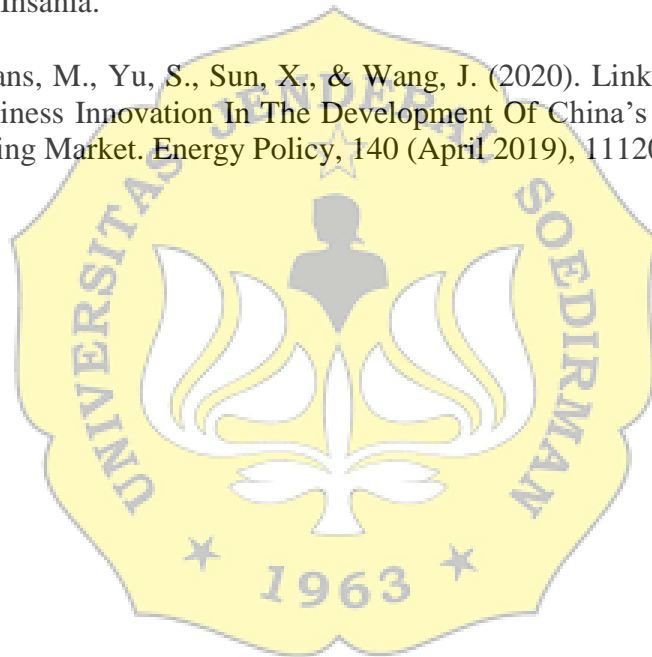 Insania.
ans, M., Yu, S., Sun, X., & Wang, J. (2020). Link
iness Innovation In The Development Of China's
ing Market. Energy Policy, 140 (April 2019), 11120
UNIVERSITAS JENDERAL SOEDIRMAN
★ 1963 ★